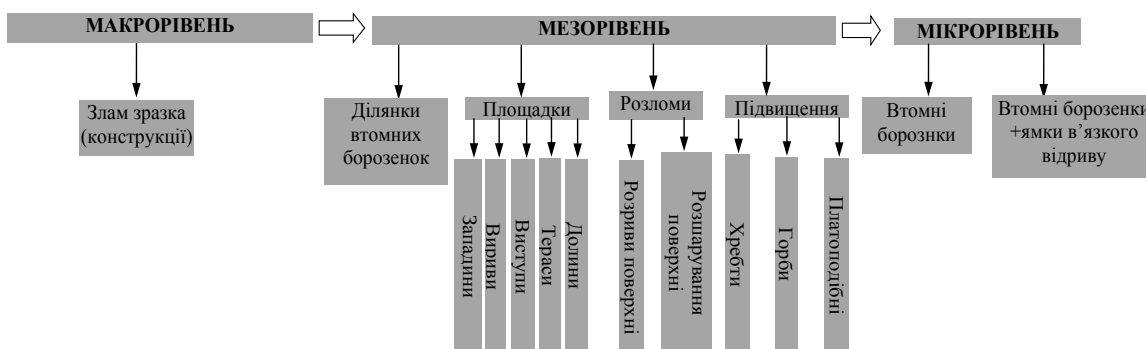 МАКРОРІВЕНЬ
МЕЗОРІВЕНЬ
МІКРОРІВЕНЬ
Злам зразка
(конструкції)
Ділянки
втомних
борозенок
Площадки
Розломи
Підвищення
Втомні
борознки
Втомні борозенки
+ямки в’язкого
відриву
Западини
Вириви
Виступи
Тераси
Долини
Розриви поверхні
Розшарування
поверхні
Хребти
Горби
Платоподібні